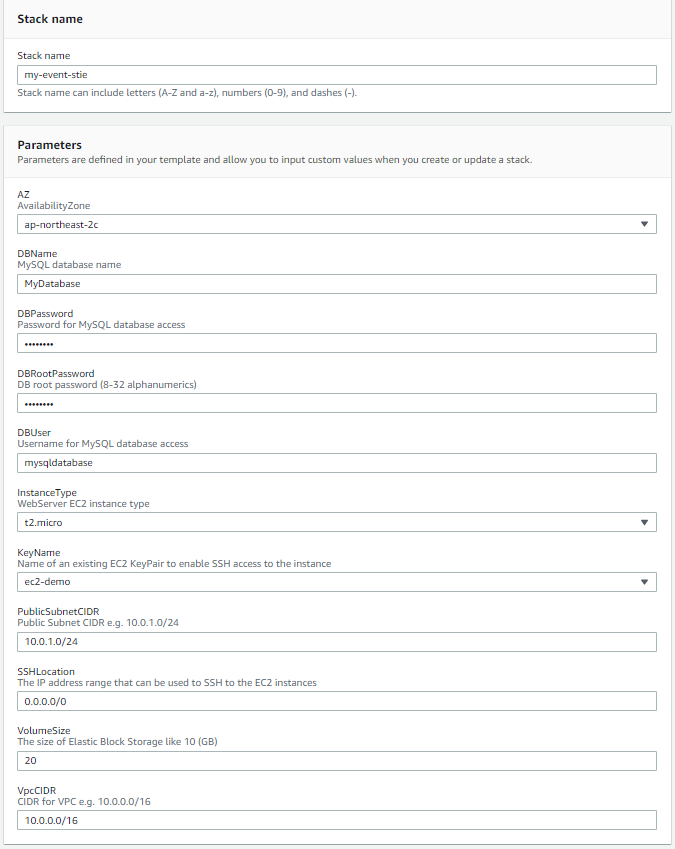 Stack name
Stack name
my-event-stie
Stack name can include letters (A-Z and a-z), numbers (0-9), and dashes (-).
Parameters
Parameters are defined in your template and allow you to input custom values when you create or update a stack.
AZ
AvailabilityZone
ap-northeast-2c
DBName
MySQL database name
MyDatabase
DBPassword
Password for MySQL database access
••••••••
DBRootPassword
DB root password (8-32 alphanumerics)
••••••••
DBUser
Username for MySQL database access
mysqldatabase
InstanceType
WebServer EC2 instance type
t2.micro
KeyName
Name of an existing EC2 KeyPair to enable SSH access to the instance
ec2-demo
PublicSubnetCIDR
Public Subnet CIDR e.g. 10.0.1.0/24
10.0.1.0/24
SSHLocation
The IP address range that can be used to SSH to the EC2 instances
0.0.0.0/0
VolumeSize
The size of Elastic Block Storage like 10 (GB)
20
VpcCIDR
CIDR for VPC e.g. 10.0.0.0/16
10.0.0.0/16